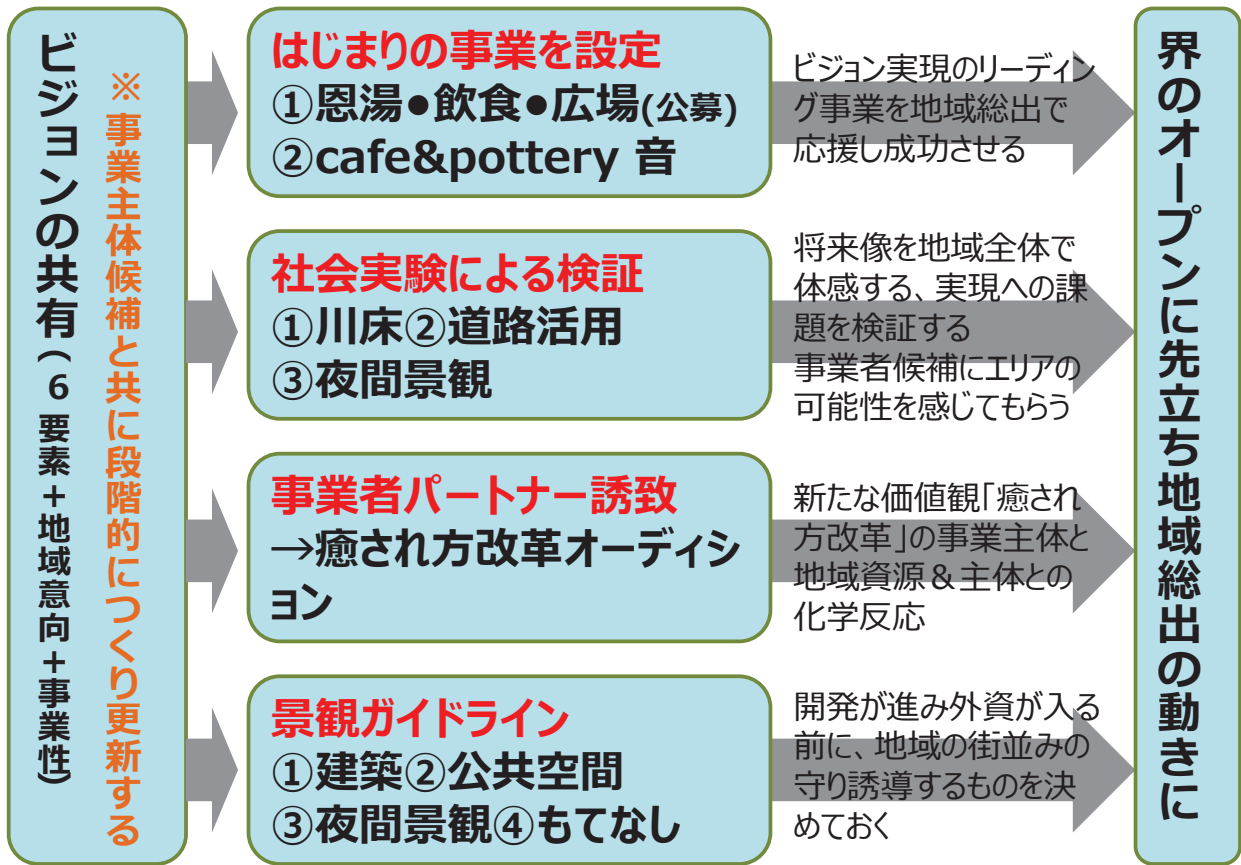 ビジョンの共有(6要素+地域意向+事業性)
※事業主体候補と共に段階的につくり更新する
はじまりの事業を設定
①恩湯●飲食●広場(公募)
②cafe&pottery 音
ビジョン実現のリーディン
グ事業を地域総出で
応援し成功させる
社会実験による検証
①川床②道路活用
③夜間景観
将来像を地域全体で
体感する、実現への課
題を検証する
事業者候補にエリアの
可能性を感じてもらう
事業者パートナー誘致
→癒され方改革オーディシ
ョン
新たな価値観「癒され
方改革」の事業主体と
地域資源&主体との
化学反応
景観ガイドライン
①建築②公共空間
③夜間景観④もてなし
開発が進み外資が入る
前に、地域の街並みの
守り誘導するものを決
めておく
界のオープンに先立ち地域総出の動きに